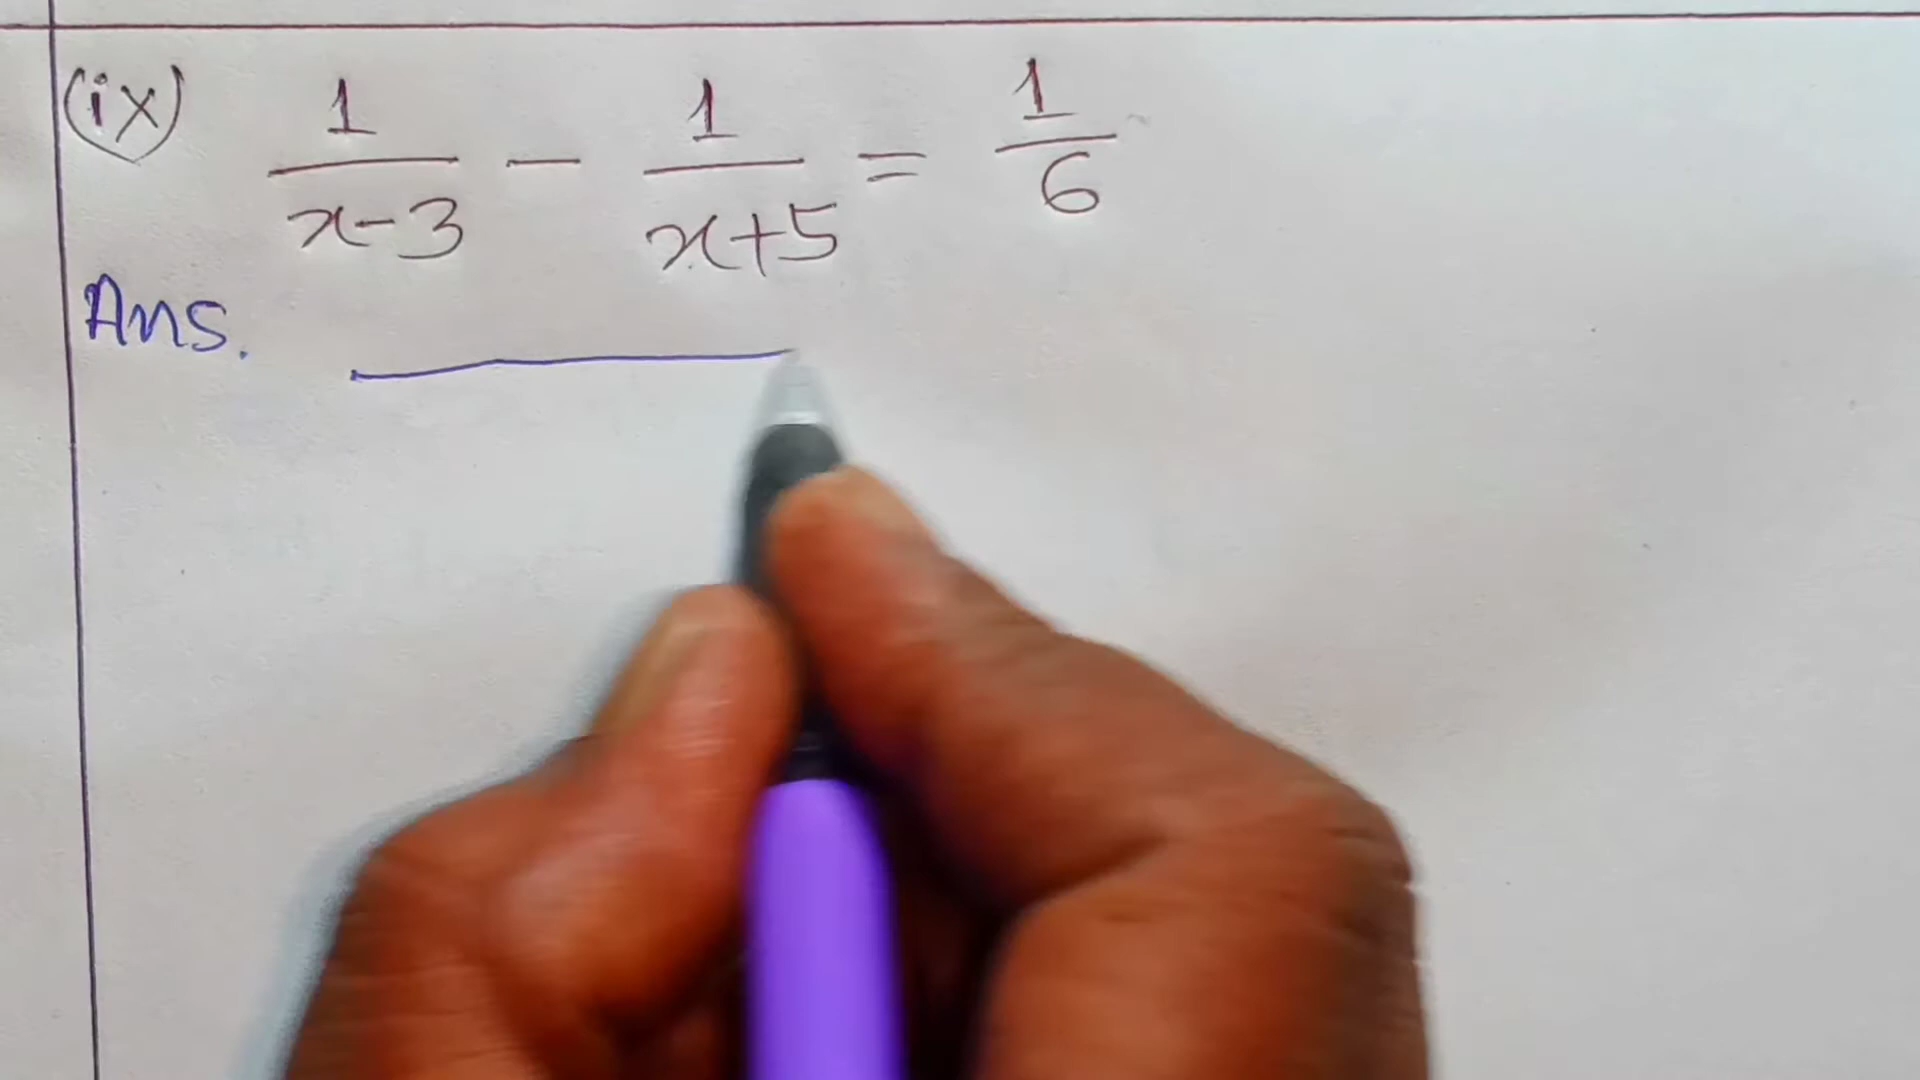 (ix) 1/(x-3) - 1/(x+5) = 1/6
Ans.